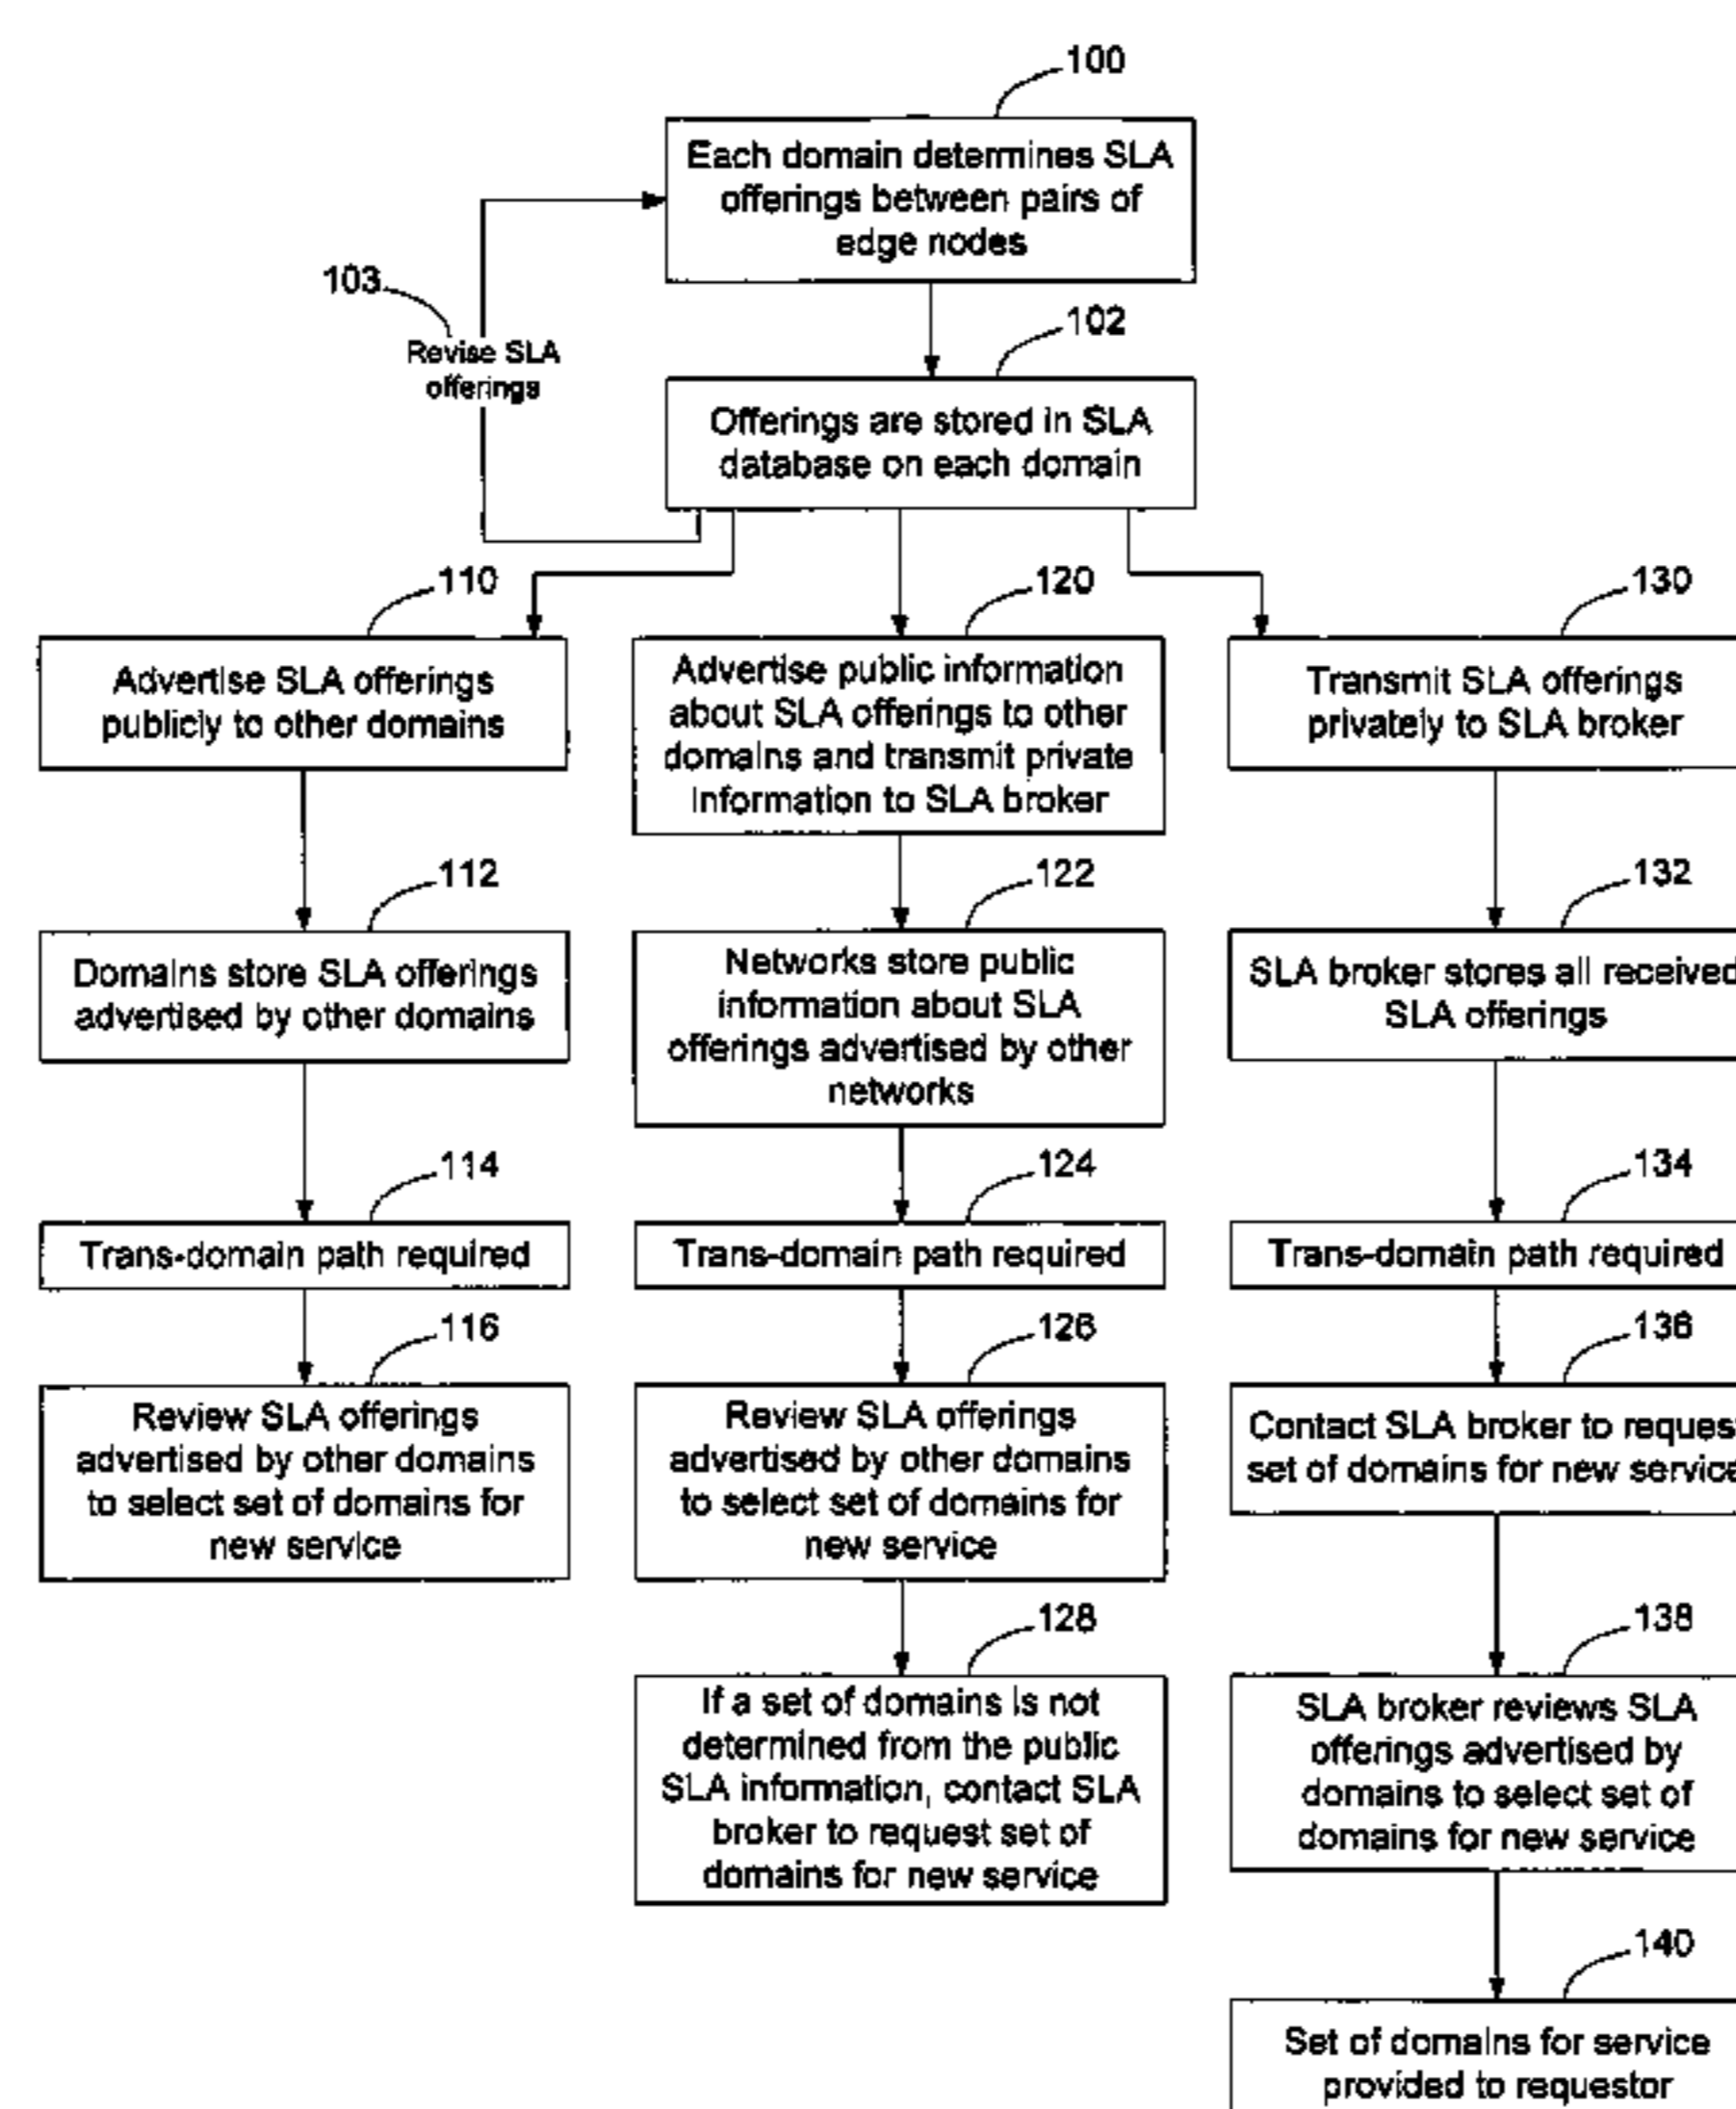 100
Each domain determines SLA
offerings between pairs of
edge nodes
103
Revise SLA
offerings
102
Offerings are stored in SLA
database on each domain
110
Advertise SLA offerings
publicly to other domains
112
Domains store SLA offerings
advertised by other domains
114
Trans-domain path required
116
Review SLA offerings
advertised by other domains
to select set of domains for
new service
120
Advertise public information
about SLA offerings to other
domains and transmit private
information to SLA broker
122
Networks store public
information about SLA
offerings advertised by other
networks
124
Trans-domain path required
126
Review SLA offerings
advertised by other domains
to select set of domains for
new service
128
If a set of domains is not
determined from the public
SLA information, contact SLA
broker to request set of
domains for new service
130
Transmit SLA offerings
privately to SLA broker
132
SLA broker stores all received
SLA offerings
134
Trans-domain path required
136
Contact SLA broker to reques
set of domains for new service
138
SLA broker reviews SLA
offerings advertised by
domains to select set of
domains for new service
140
Set of domains for service
provided to requestor